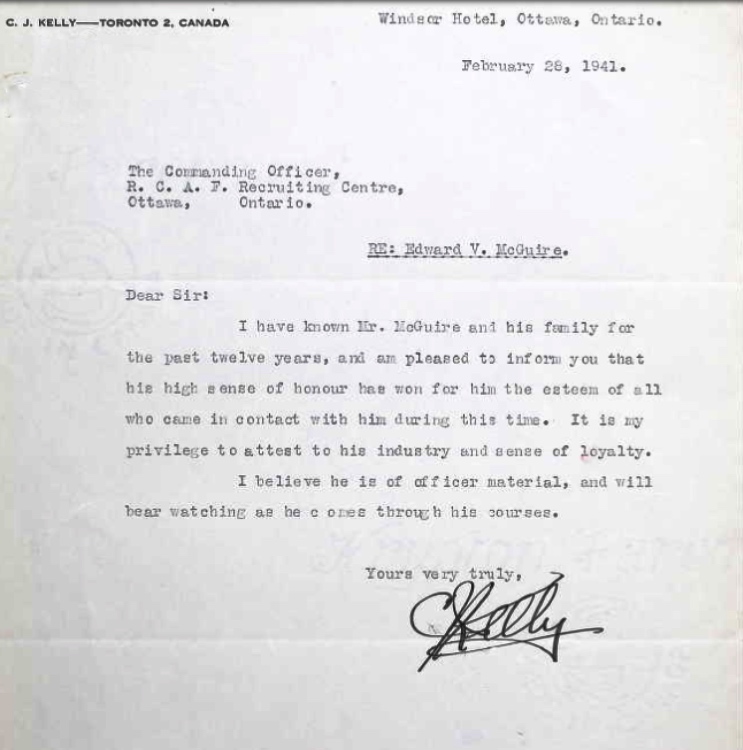 C. J. KELLY——TORONTO 2, CANADA
Windsor Hotel, Ottawa, Ontario.
February 28, 1941.
The Commanding Officer,
R. C. A. F. Recruiting Centre,
Ottawa, Ontario.
RE: Edward V. McGuire.
Dear Sir:
I have known Mr. McGuire and his family for
the past twelve years, and am pleased to inform you that
his high sense of honour has won for him the esteem of all
who came in contact with him during this time. It is my
privilege to attest to his industry and sense of loyalty.
I believe he is of officer material, and will
bear watching as he c omes through his courses.
Yours very truly,
CJKelly